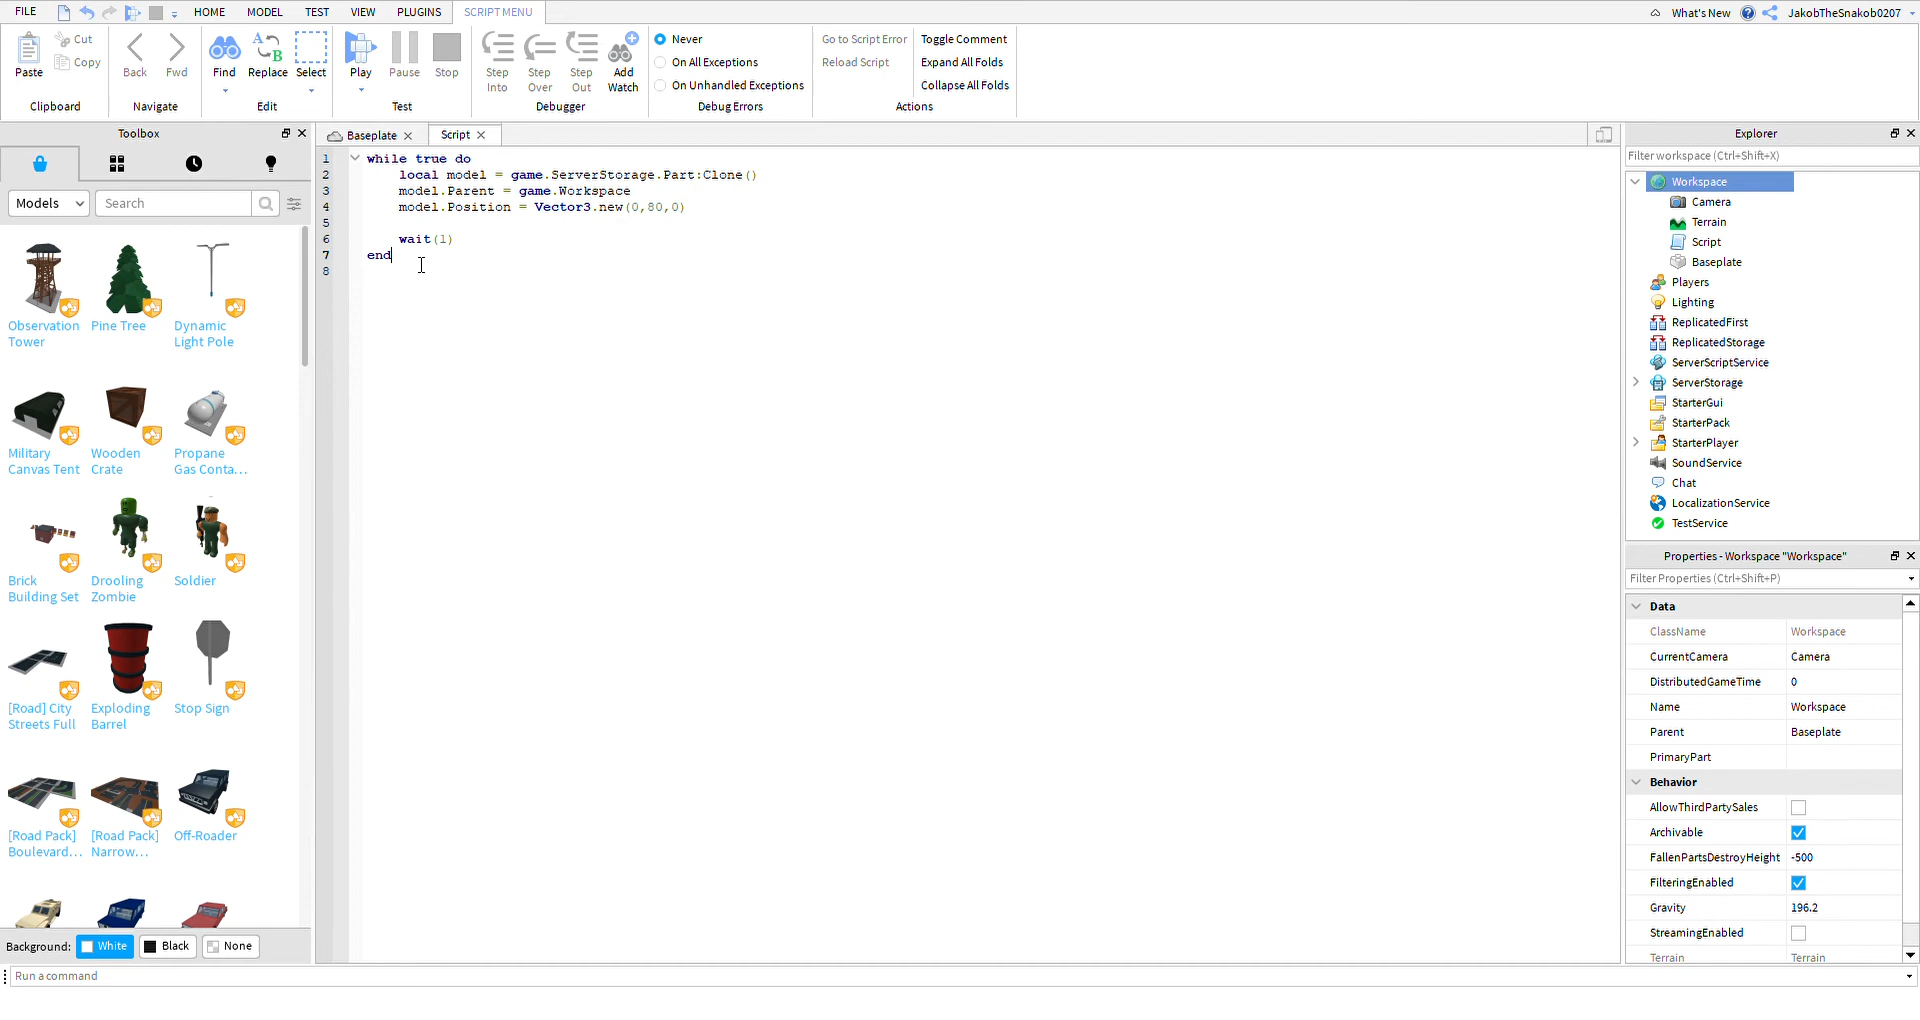 FILE
HOME
MODEL
TEST
VIEW
PLUGINS
SCRIPT MENU
What's New
JakobTheSnakob0207
Paste
Cut
Copy
Clipboard
Back
Fwd
Navigate
Find
Replace
Select
Edit
Play
Pause
Stop
Test
Step Into
Step Over
Step Out
Add Watch
Debugger
Never
On All Exceptions
On Unhandled Exceptions
Debug Errors
Go to Script Error
Reload Script
Toggle Comment
Expand All Folds
Collapse All Folds
Actions
Toolbox
Models
Search
Observation
Tower
Pine Tree
Dynamic
Light Pole
Military
Canvas Tent
Wooden
Crate
Propane
Gas Conta...
Brick
Building Set
Drooling
Zombie
Soldier
[Road] City
Streets Full
Exploding
Barrel
Stop Sign
[Road Pack]
Boulevard...
[Road Pack]
Narrow...
Off-Roader
Background:
White
Black
None
Run a command
Baseplate
Script
1 while true do
2 local model = game.ServerStorage.Part:Clone()
3 model.Parent = game.Workspace
4 model.Position = Vector3.new(0,80,0)
5
6 wait(1)
7 end
8
Explorer
Filter workspace (Ctrl+Shift+X)
Workspace
Camera
Terrain
Script
Baseplate
Players
Lighting
ReplicatedFirst
ReplicatedStorage
ServerScriptService
ServerStorage
StarterGui
StarterPack
StarterPlayer
SoundService
Chat
LocalizationService
TestService
Properties - Workspace "Workspace"
Filter Properties (Ctrl+Shift+P)
Data
ClassName Workspace
CurrentCamera Camera
DistributedGameTime 0
Name Workspace
Parent Baseplate
PrimaryPart
Behavior
AllowThirdPartySales
Archivable
FallenPartsDestroyHeight -500
FilteringEnabled
Gravity 196.2
StreamingEnabled
Terrain Terrain